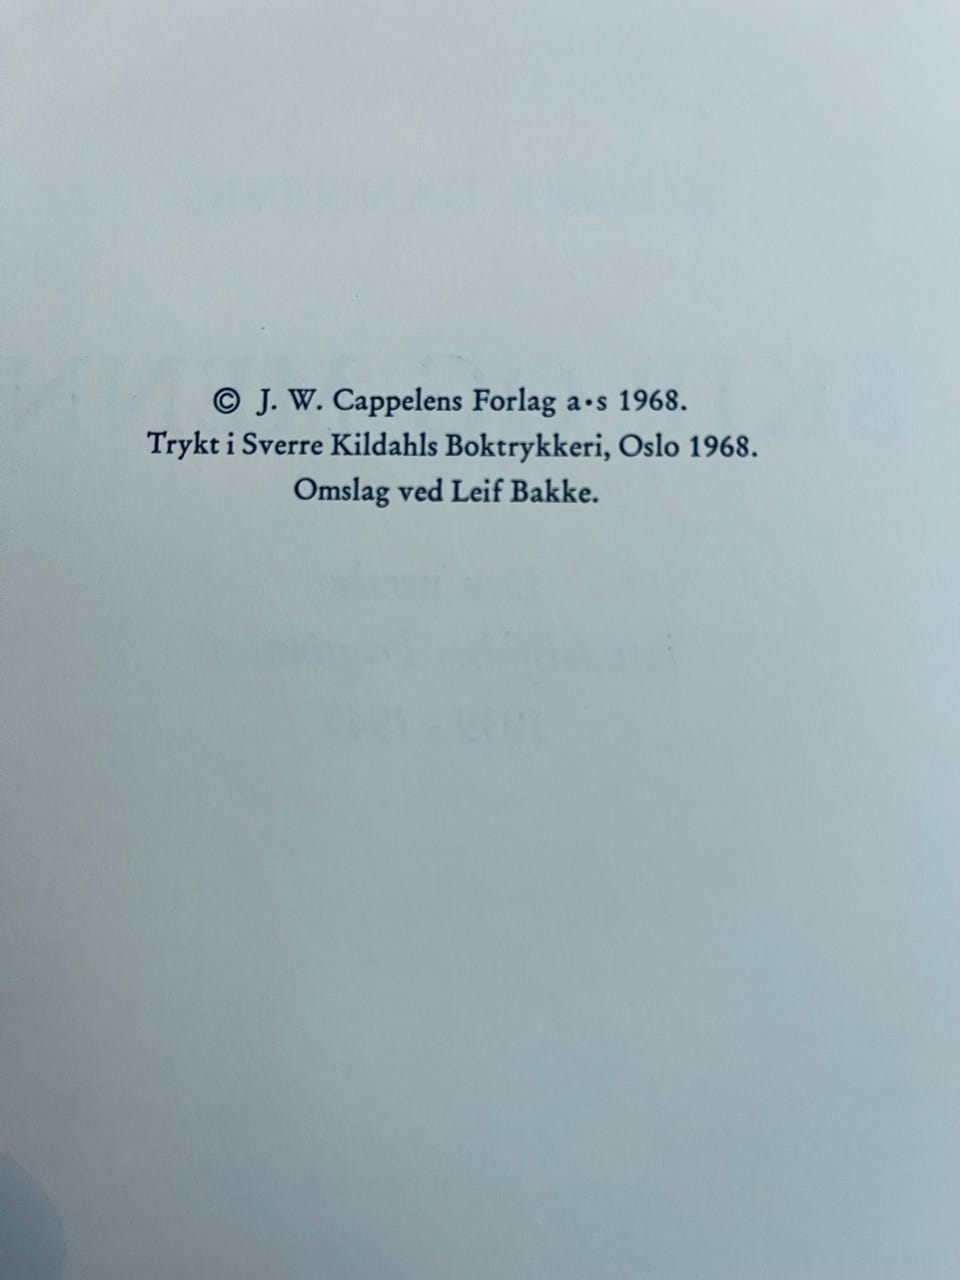 © J. W. Cappelens Forlag a·s 1968.
Trykt i Sverre Kildahls Boktrykkeri, Oslo 1968.
Omslag ved Leif Bakke.